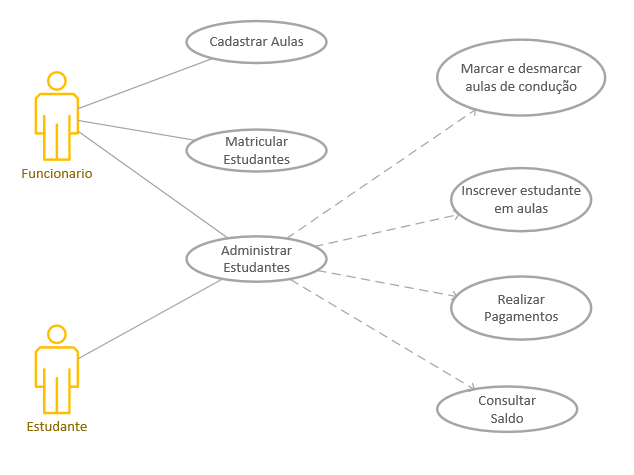 Cadastrar Aulas
Marcar e desmarcar
aulas de condução
Matricular
Estudantes
Funcionario
Inscrever estudante
em aulas
Administrar
Estudantes
Realizar
Pagamentos
Consultar
Saldo
Estudante